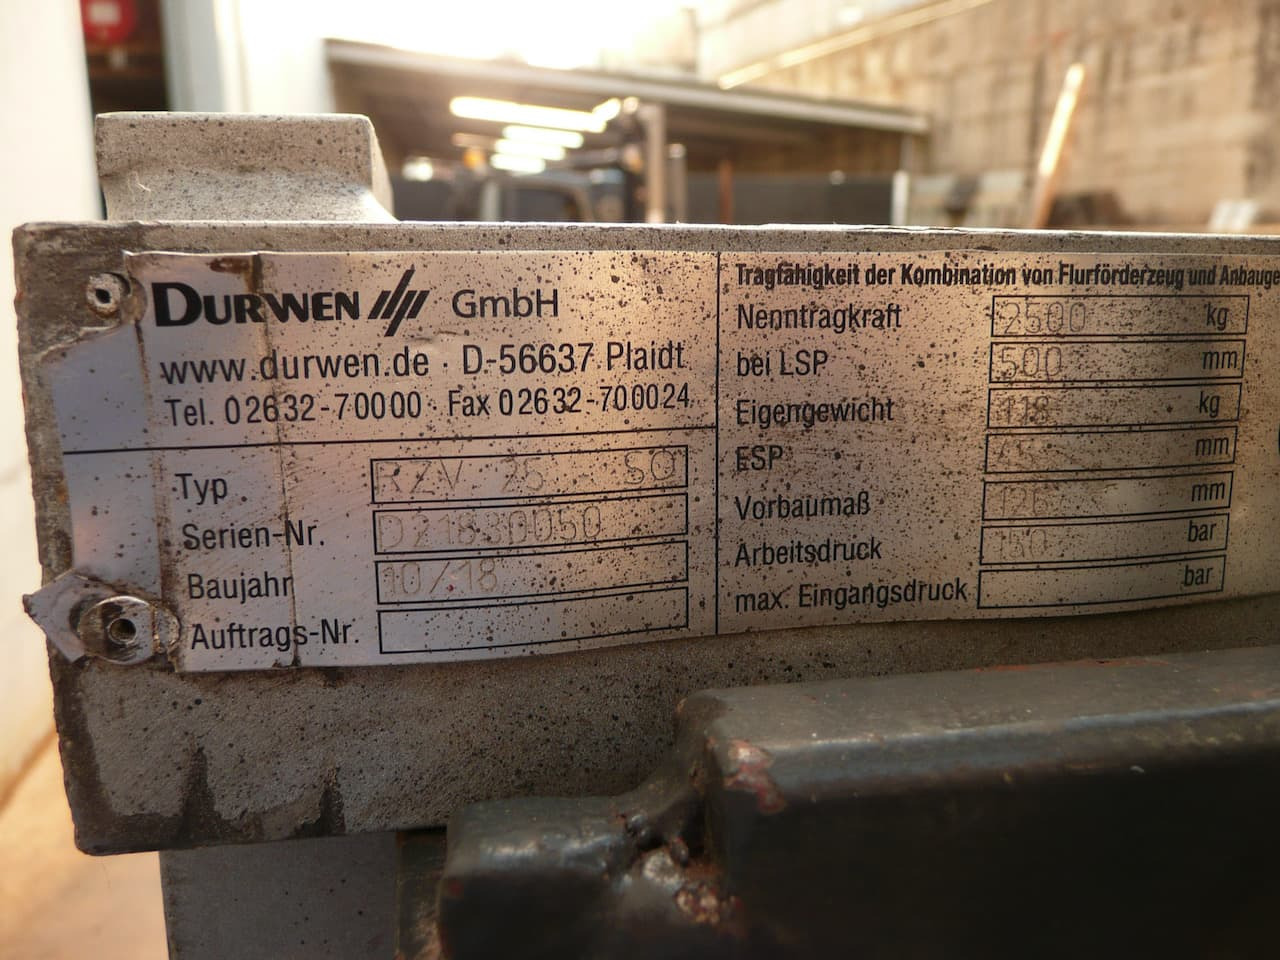 DURWEN GmbH
www.durwen.de · D-56637 Plaidt
Tel. 02632-70000 · Fax 02632-700024
Typ RZV 25 SO
Serien-Nr. D21830050
Baujahr 10/18
Auftrags-Nr.
Tragfähigkeit der Kombination von Flurförderzeug und
Nenntragkraft 2500 kg
bei LSP 500 mm
Eigengewicht 118 kg
ESP mm
Vorbaumaß mm
Arbeitsdruck bar
max. Eingangsdruck bar